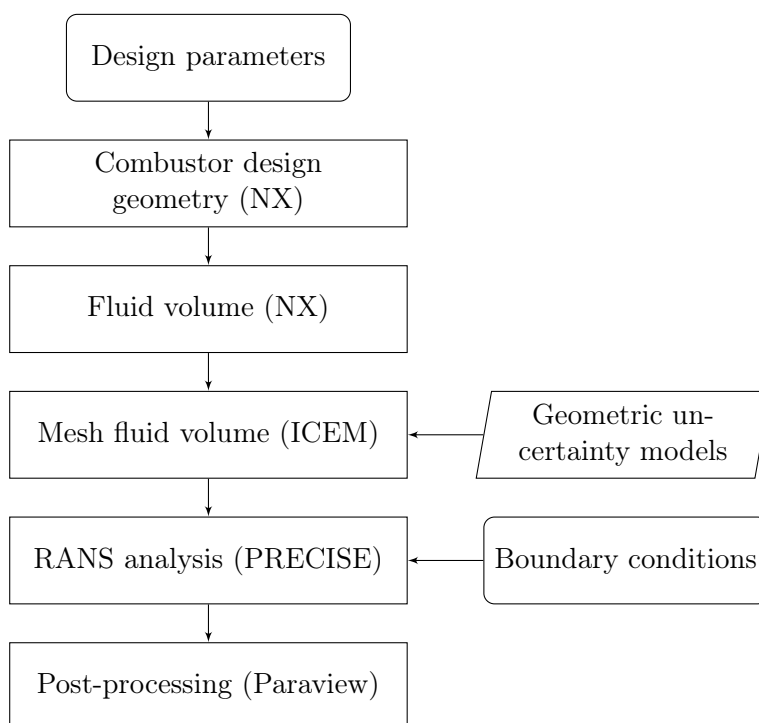 Design parameters
Combustor design
geometry (NX)
Fluid volume (NX)
Mesh fluid volume (ICEM)
Geometric un-
certainty models
RANS analysis (PRECISE)
Boundary conditions
Post-processing (Paraview)